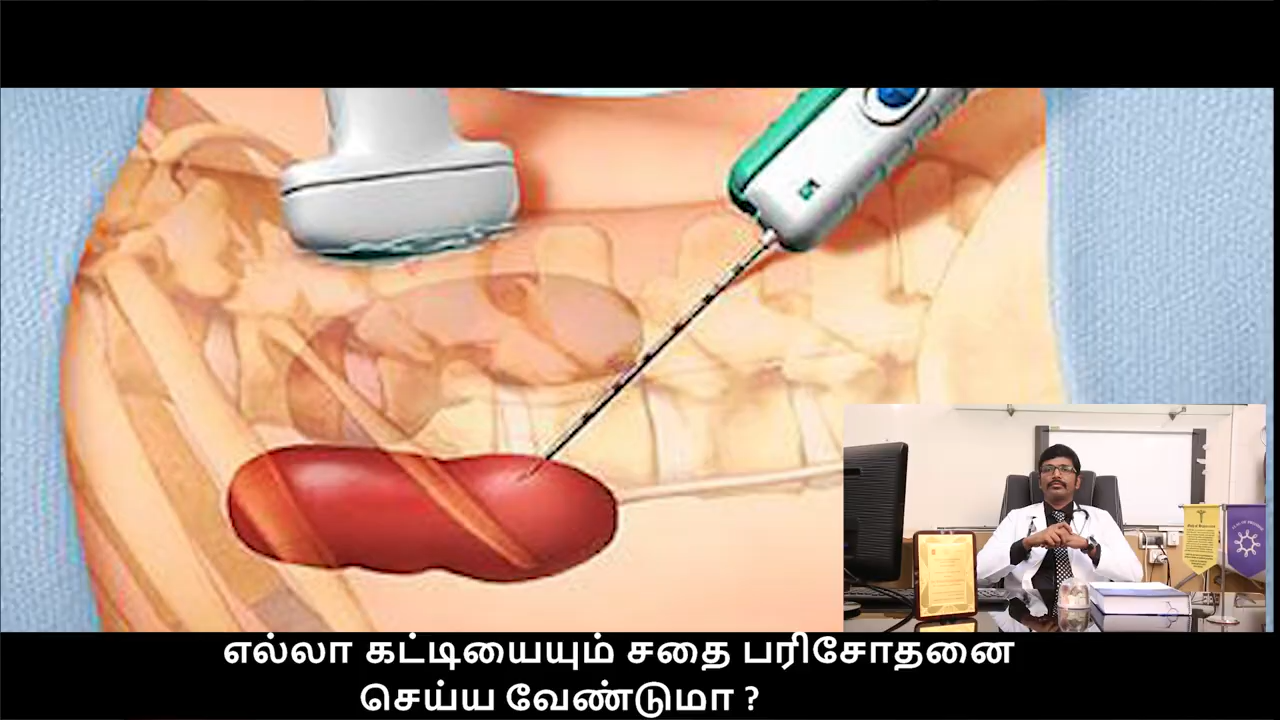 எல்லா கட்டியையும் சதை பரிசோதனை
செய்ய வேண்டுமா ?